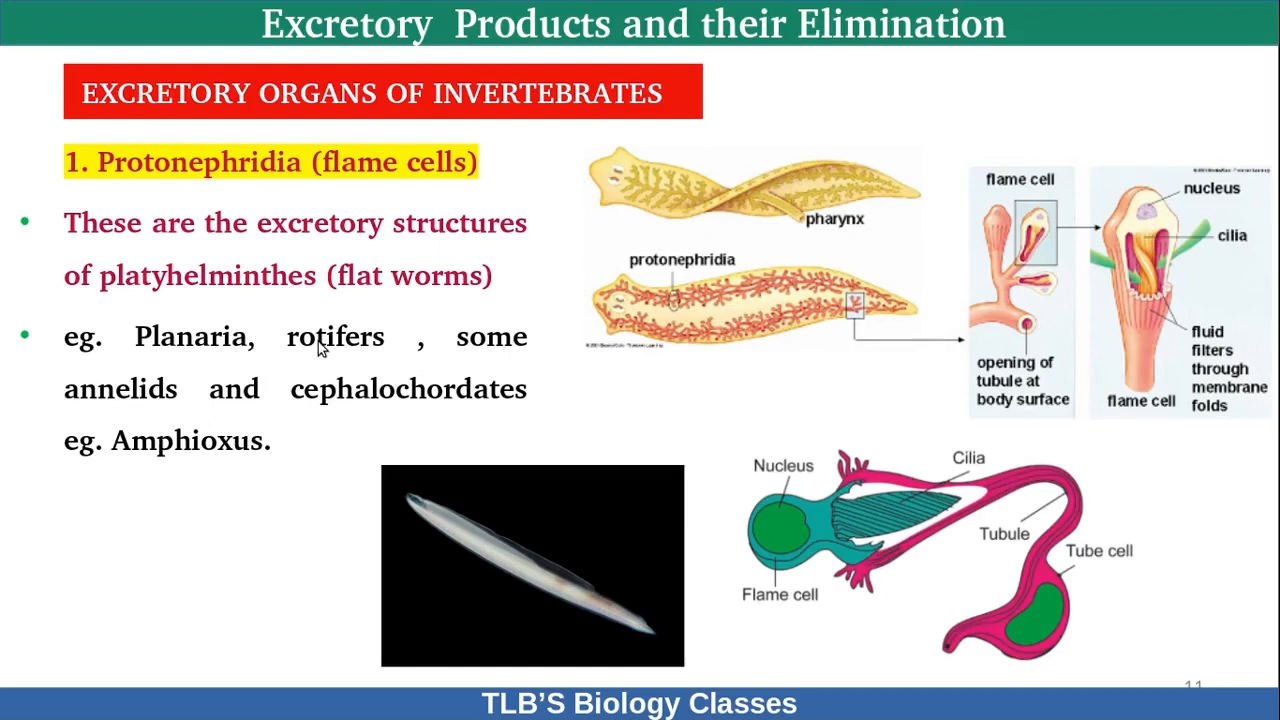 Excretory Products and their Elimination
EXCRETORY ORGANS OF INVERTEBRATES
1. Protonephridia (flame cells)
• These are the excretory structures
of platyhelminthes (flat worms)
• eg. Planaria, rotifers , some
annelids and cephalochordates
eg. Amphioxus.
pharynx
protonephridia
flame cell
opening of
tubule at
body surface
nucleus
cilia
fluid
filters
through
membrane
folds
flame cell
Nucleus
Cilia
Tubule
Tube cell
Flame cell
11
TLB'S Biology Classes